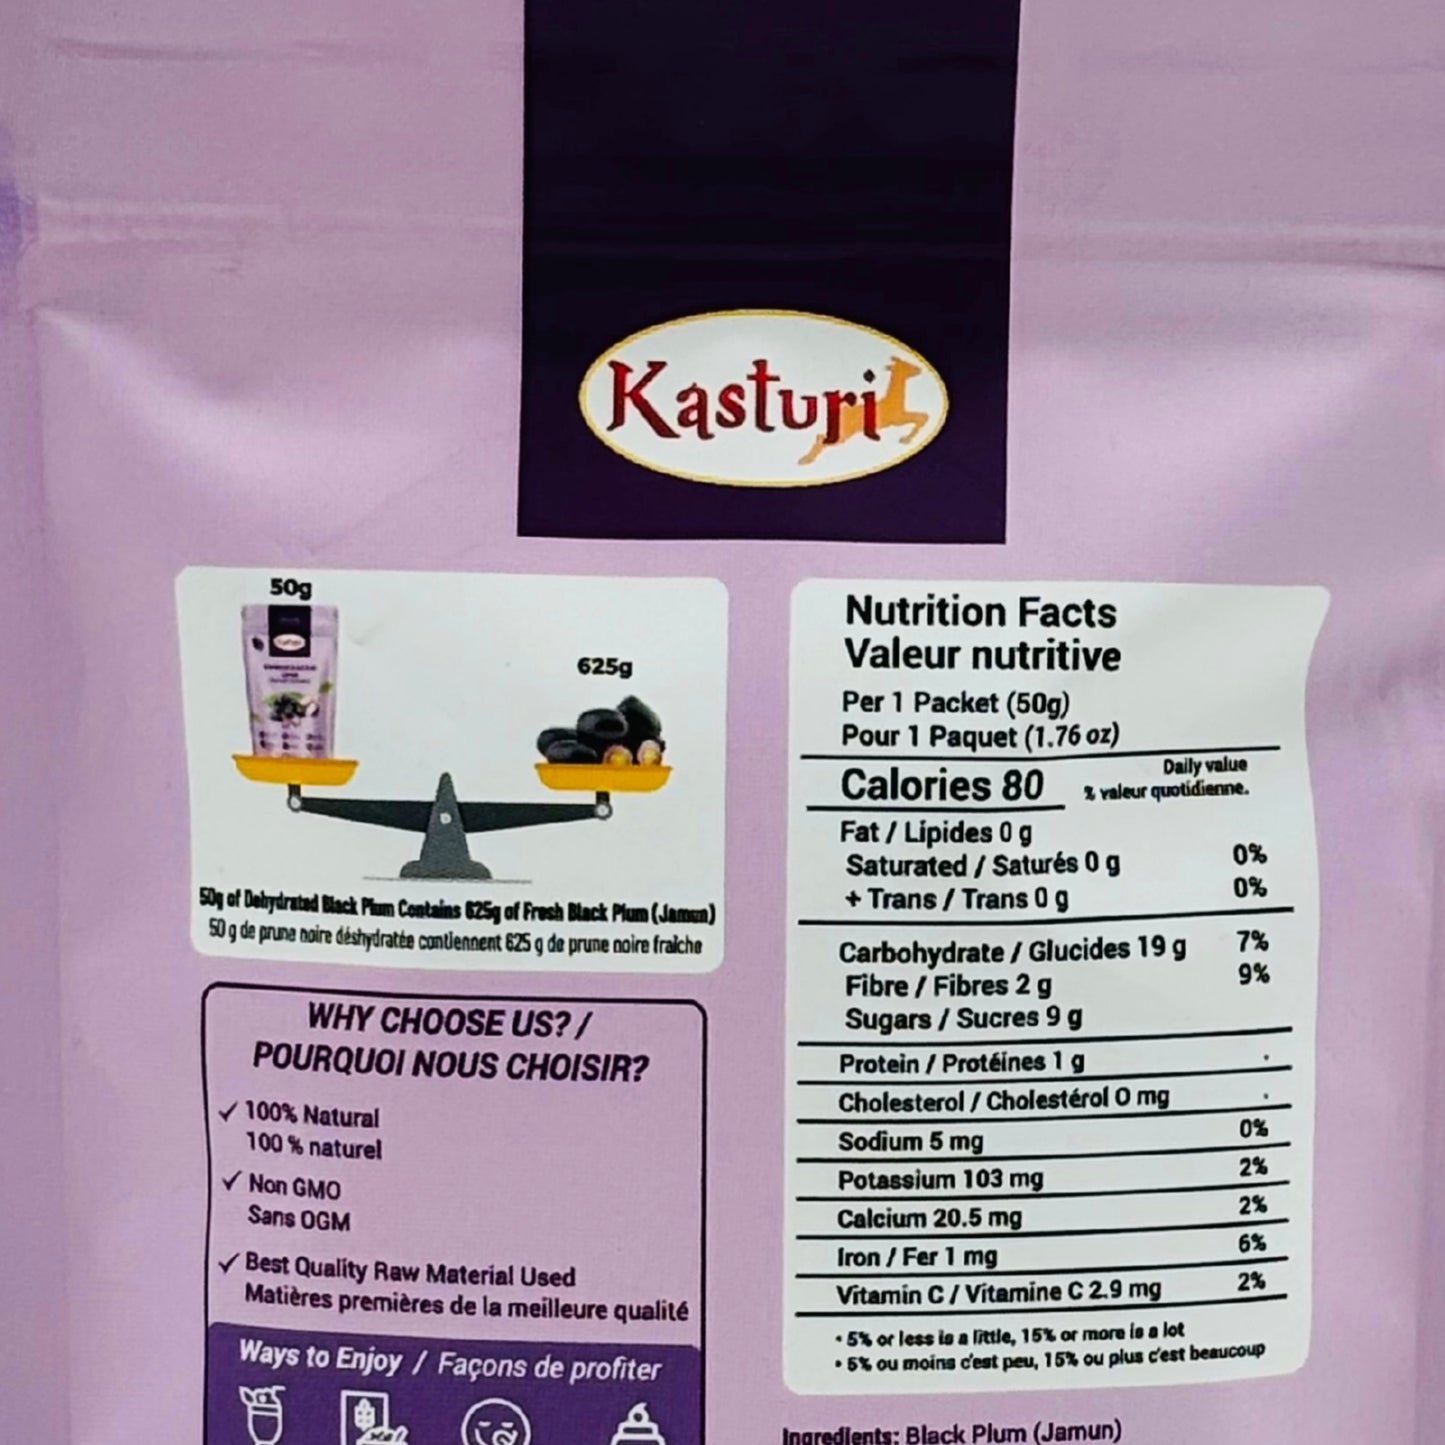 Kasturi
50g
625g
50g of Dehydrated Black Plum Contains 625g of Fresh Black Plum (Jamun)
50 g de prune noire déshydratée contiennent 625 g de prune noire fraîche
WHY CHOOSE US? /
POURQUOI NOUS CHOISIR?
✓ 100% Natural
100 % naturel
✓ Non GMO
Sans OGM
✓ Best Quality Raw Material Used
Matières premières de la meilleure qualité
Ways to Enjoy / Façons de profiter
Nutrition Facts
Valeur nutritive
Per 1 Packet (50g)
Pour 1 Paquet (1.76 oz)
Calories 80
Daily value
% valeur quotidienne.
Fat / Lipides 0 g
Saturated / Saturés 0 g 0%
+ Trans / Trans 0 g 0%
Carbohydrate / Glucides 19 g 7%
Fibre / Fibres 2 g 9%
Sugars / Sucres 9 g
Protein / Protéines 1 g .
Cholesterol / Cholestérol 0 mg .
Sodium 5 mg 0%
Potassium 103 mg 2%
Calcium 20.5 mg 2%
Iron / Fer 1 mg 6%
Vitamin C / Vitamine C 2.9 mg 2%
• 5% or less is a little, 15% or more is a lot
• 5% ou moins c'est peu, 15% ou plus c'est beaucoup
Ingredients: Black Plum (Jamun)